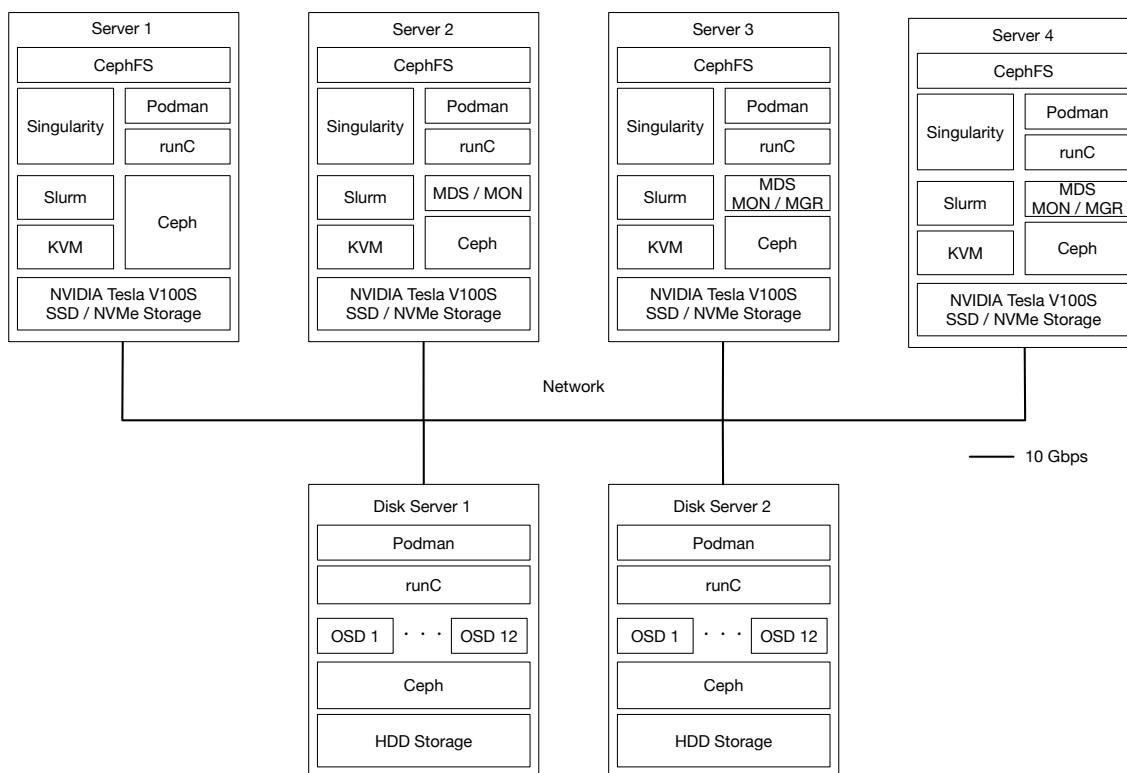 Server 1
CephFS
Singularity
Podman
runC
Slurm
Ceph
KVM
NVIDIA Tesla V100S
SSD / NVMe Storage
Server 2
CephFS
Singularity
Podman
runC
Slurm
MDS / MON
KVM
Ceph
NVIDIA Tesla V100S
SSD / NVMe Storage
Server 3
CephFS
Singularity
Podman
runC
Slurm
MDS
MON / MGR
KVM
Ceph
NVIDIA Tesla V100S
SSD / NVMe Storage
Server 4
CephFS
Singularity
Podman
runC
Slurm
MDS
MON / MGR
KVM
Ceph
NVIDIA Tesla V100S
SSD / NVMe Storage
Network
10 Gbps
Disk Server 1
Podman
runC
OSD 1 · · · OSD 12
Ceph
HDD Storage
Disk Server 2
Podman
runC
OSD 1 · · · OSD 12
Ceph
HDD Storage